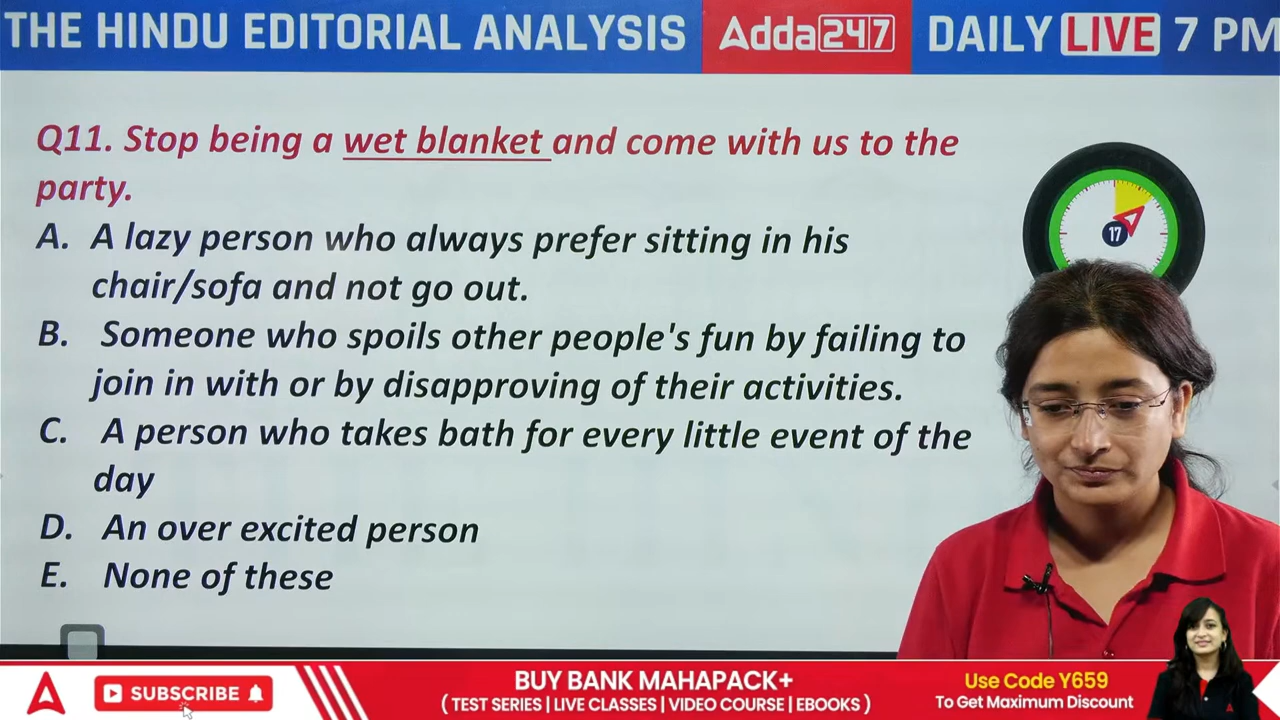 THE HINDU EDITORIAL ANALYSIS
Adda247
DAILY LIVE 7 PM
Q11. Stop being a wet blanket and come with us to the
party.
17
A. A lazy person who always prefer sitting in his
chair/sofa and not go out.
B. Someone who spoils other people's fun by failing to
join in with or by disapproving of their activities.
C. A person who takes bath for every little event of the
day
D. An over excited person
E. None of these
SUBSCRIBE
BUY BANK MAHAPACK+
( TEST SERIES | LIVE CLASSES | VIDEO COURSE | EBOOKS )
Use Code Y659
To Get Maximum Discount